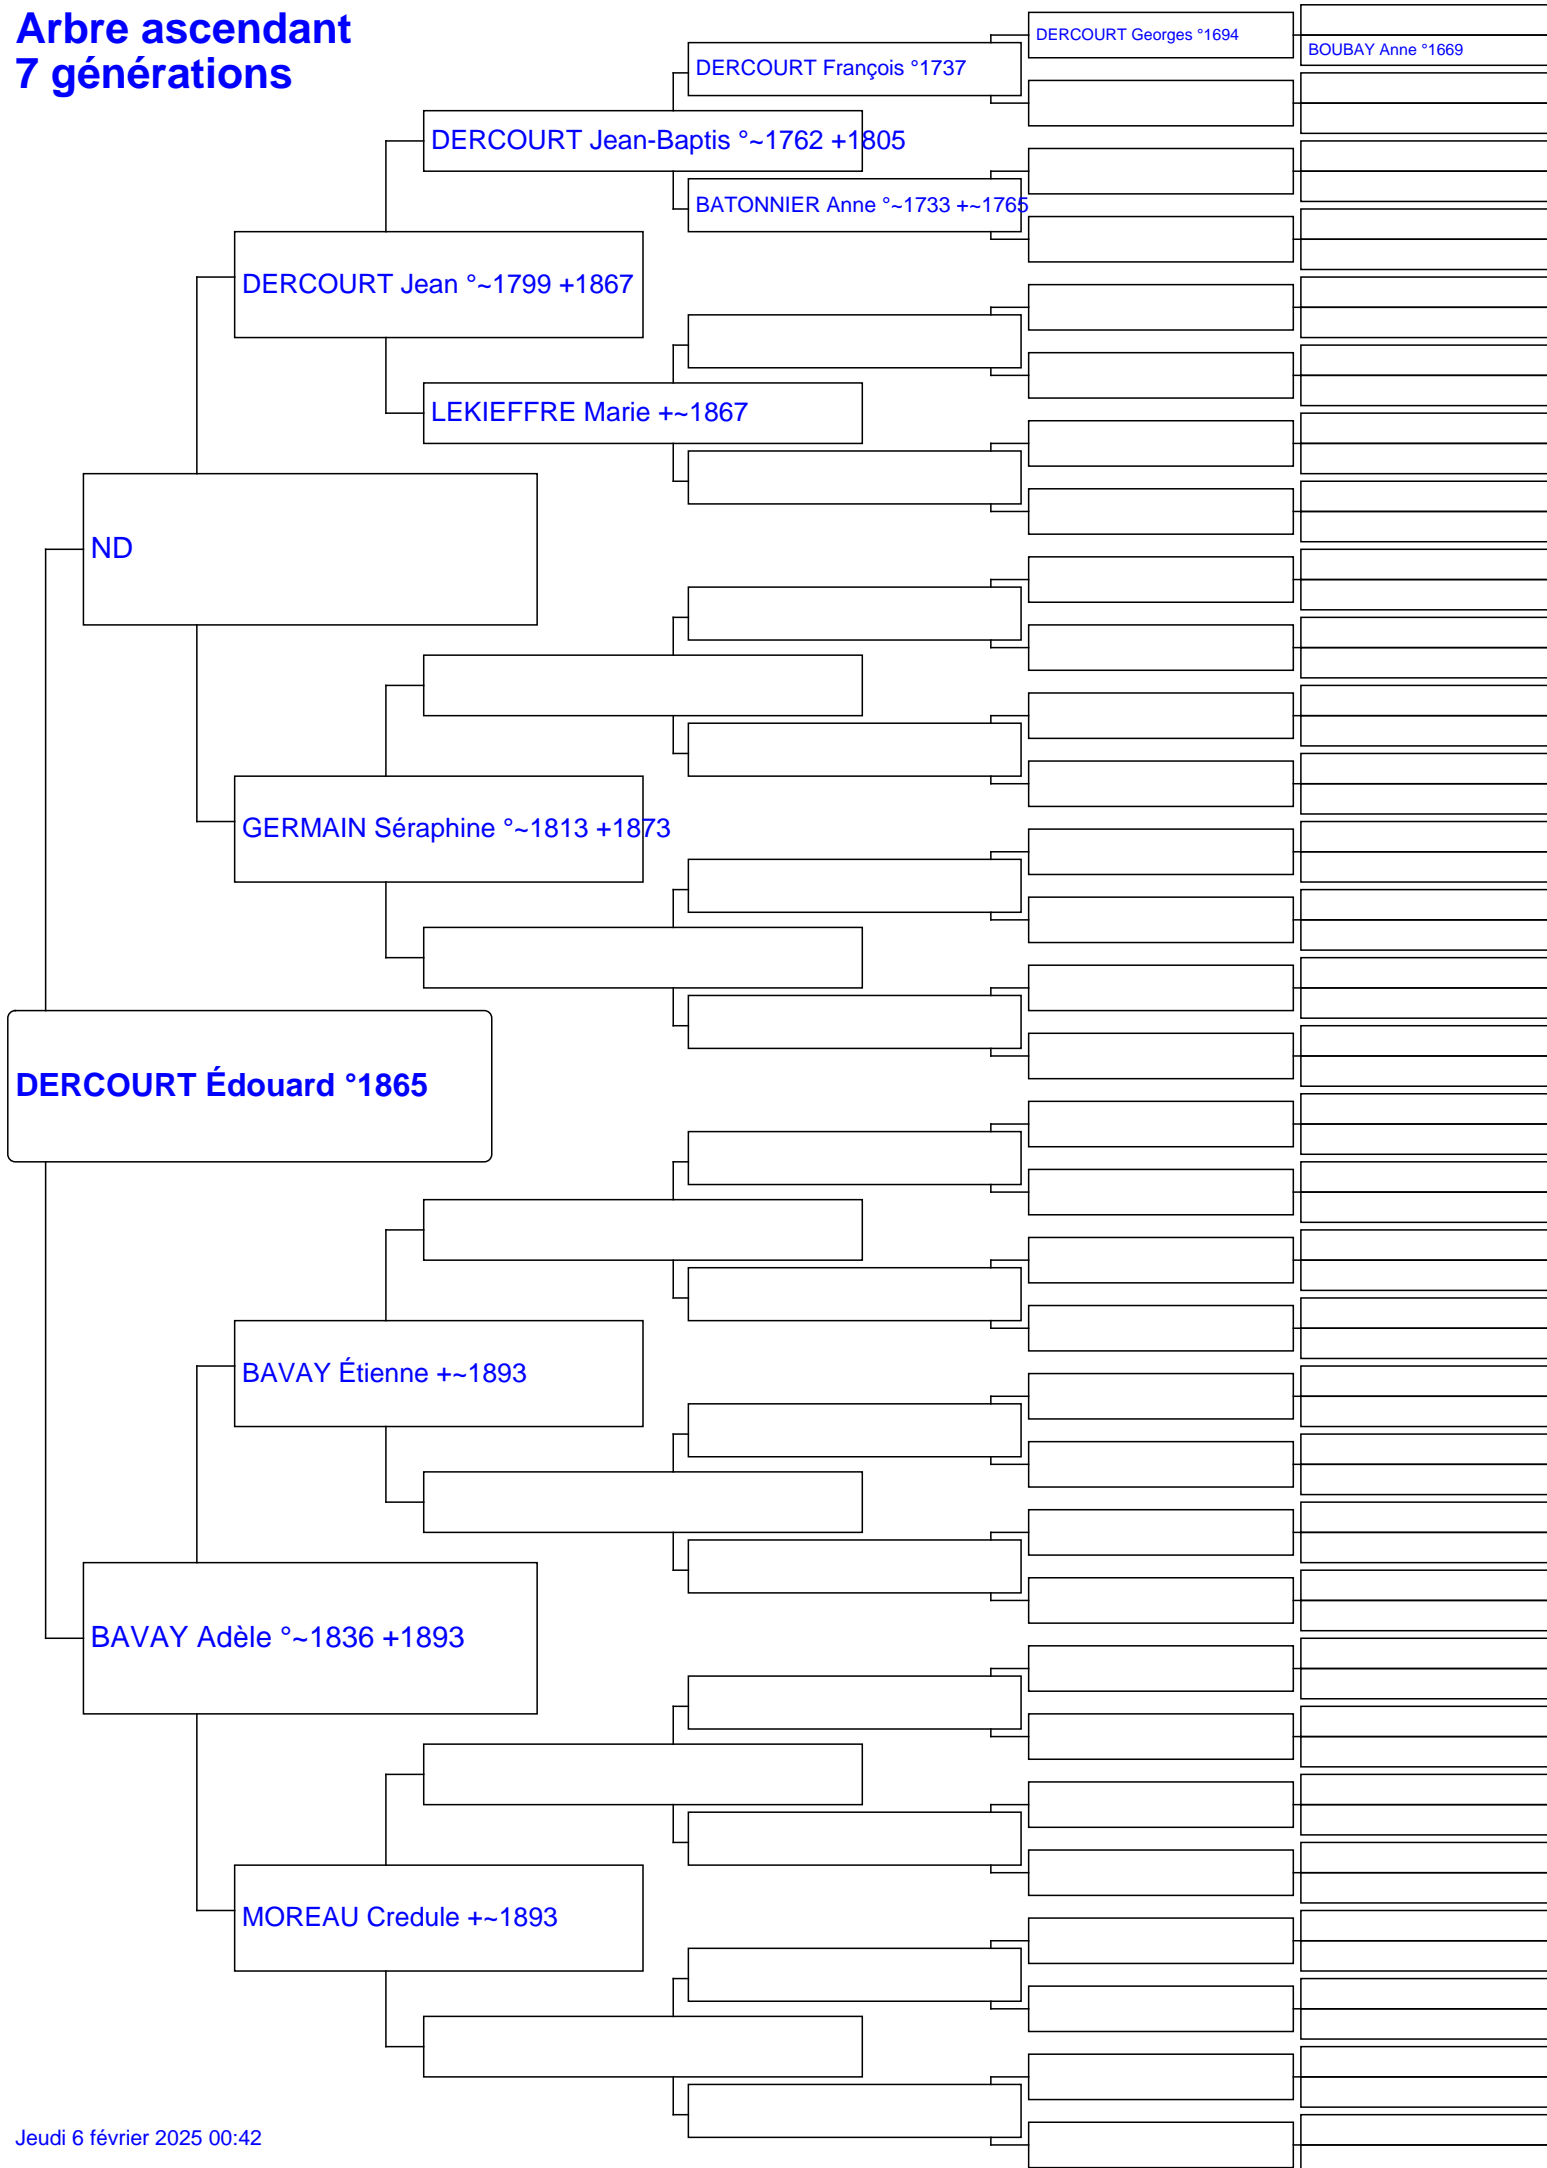 Arbre ascendant
7 générations
DERCOURT Georges °1694
BOUBAY Anne °1669
DERCOURT François °1737
DERCOURT Jean-Baptis °~1762 +1805
BATONNIER Anne °~1733 +~1765
DERCOURT Jean °~1799 +1867
LEKIEFFRE Marie +~1867
ND
GERMAIN Séraphine °~1813 +1873
DERCOURT Édouard °1865
BAVAY Étienne +~1893
BAVAY Adèle °~1836 +1893
MOREAU Credule +~1893
Jeudi 6 février 2025 00:42